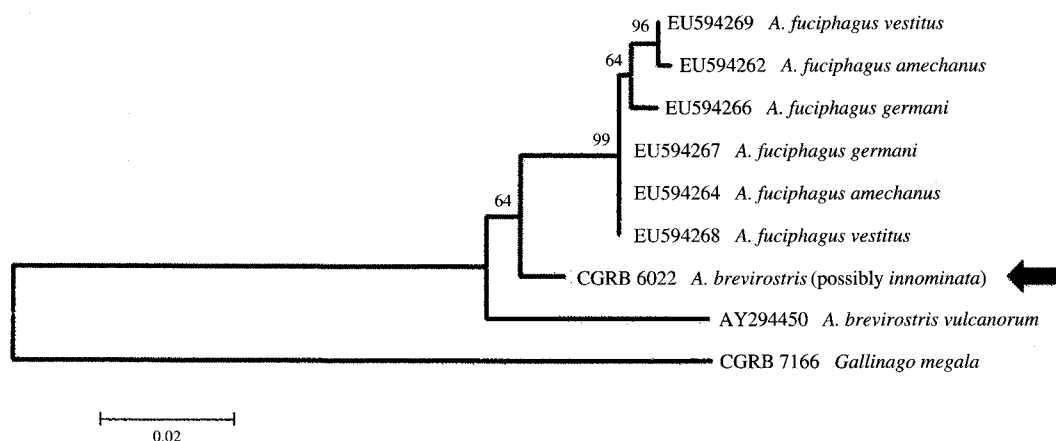 96
EU594269 A. fuciphagus vestitus
64
EU594262 A. fuciphagus amechanus
EU594266 A. fuciphagus germani
99
EU594267 A. fuciphagus germani
EU594264 A. fuciphagus amechanus
64
EU594268 A. fuciphagus vestitus
CGRB 6022 A. brevirostris (possibly innominata)
AY294450 A. brevirostris vulcanorum
CGRB 7166 Gallinago megala
0.02